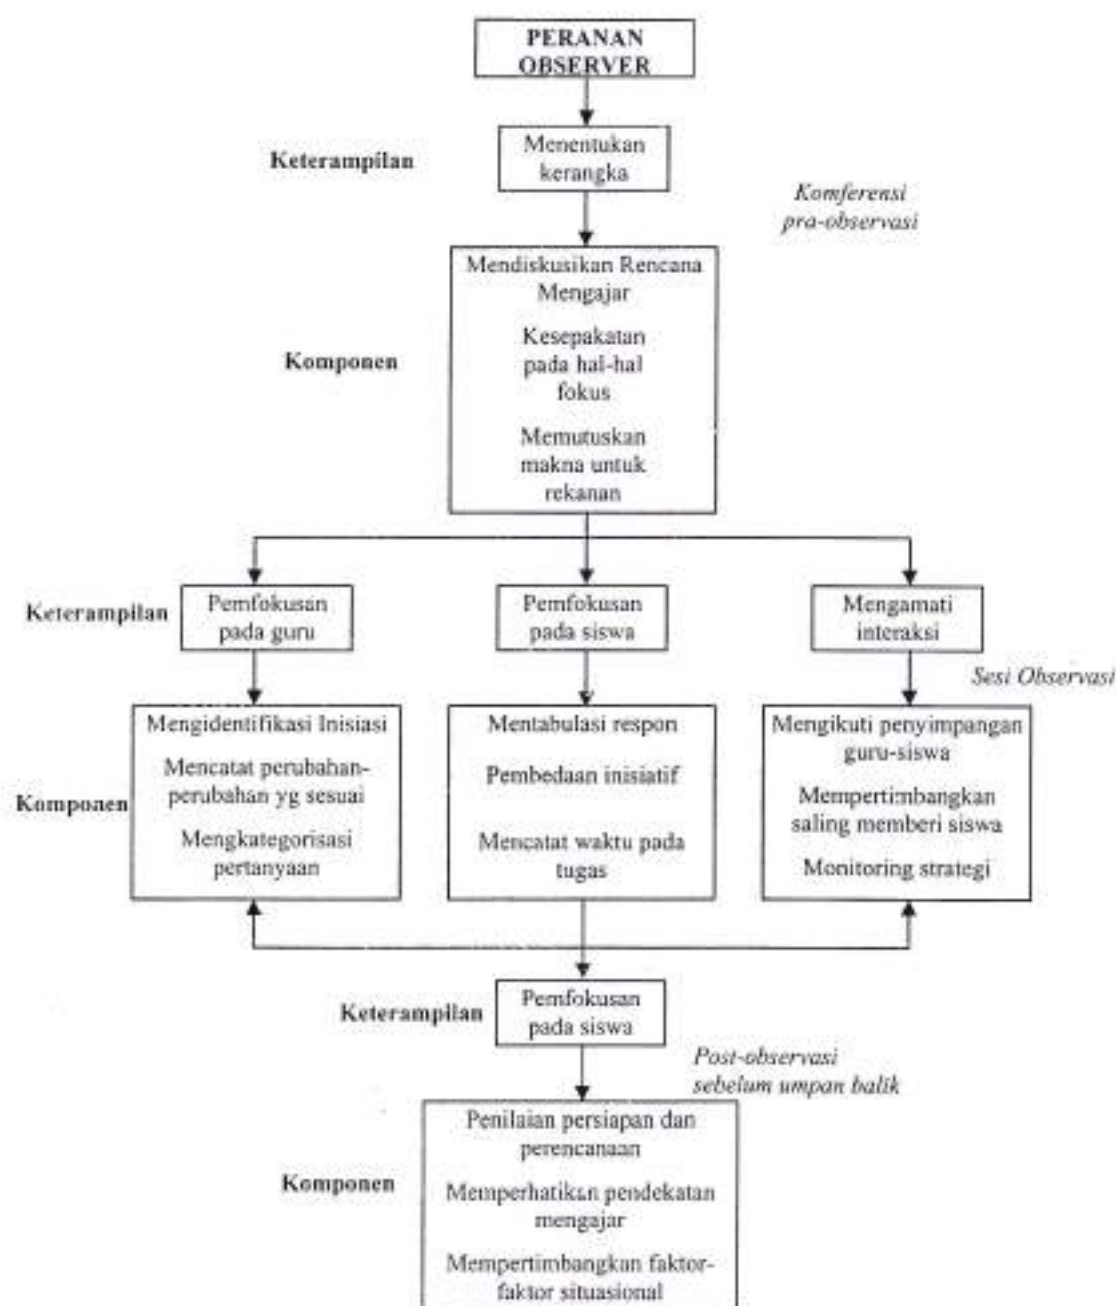 PERANAN
OBSERVER
Keterampilan
Menentukan
kerangka
Komferensi
pra-observasi
Mendiskusikan Rencana
Mengajar
Kesepakatan
pada hal-hal
fokus
Komponen
Memutuskan
makna untuk
rekanan
Keterampilan
Pemfokusan
pada guru
Pemfokusan
pada siswa
Mengamati
interaksi
Sesi Observasi
Komponen
Mengidentifikasi Inisiasi
Mencatat perubahan-
perubahan yg sesuai
Mengkategorisasi
pertanyaan
Mentabulasi respon
Pembedaan inisiatif
Mencatat waktu pada
tugas
Mengikuti penyimpangan
guru-siswa
Mempertimbangkan
saling memberi siswa
Monitoring strategi
Keterampilan
Pemfokusan
pada siswa
Post-observasi
sebelum umpan balik
Komponen
Penilaian persiapan dan
perencanaan
Memperhatikan pendekatan
mengajar
Mempertimbangkan faktor-
faktor situasional